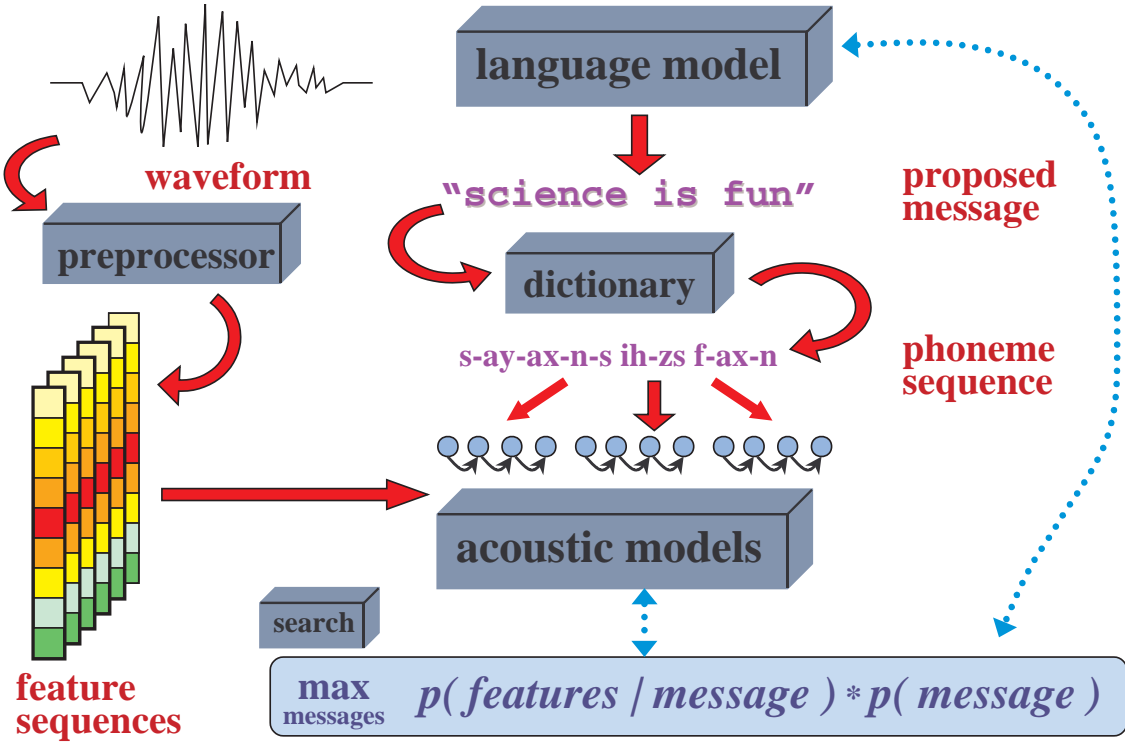 language model
waveform
"science is fun"
proposed
message
preprocessor
dictionary
s-ay-ax-n-s ih-zs f-ax-n
phoneme
sequence
acoustic models
search
feature
sequences
max
messages
p( features / message ) * p( message )